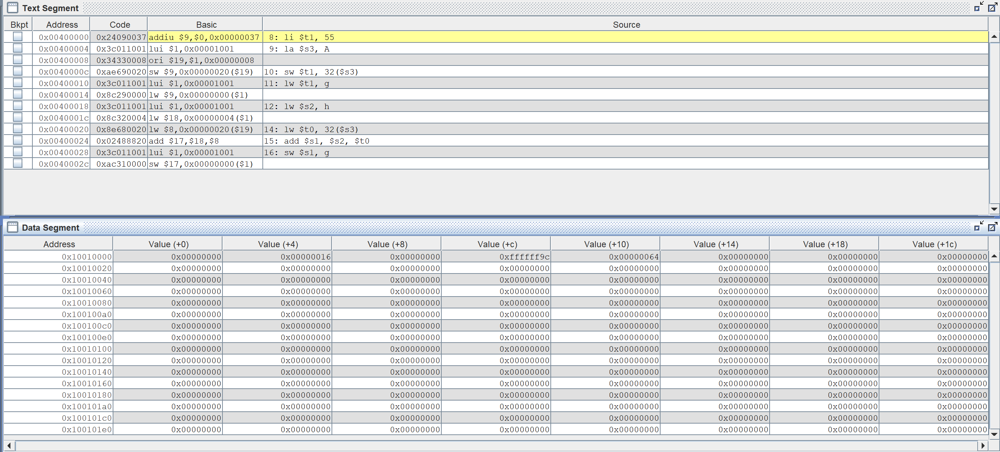 Text Segment
Bkpt Address Code Basic Source
0x00400000 0x24090037 addiu $9,$0,0x00000037 8: li $t1, 55
0x00400004 0x3c011001 lui $1,0x00001001 9: la $s3, A
0x00400008 0x34330008 ori $19,$1,0x00000008
0x0040000c 0xae690020 sw $9,0x00000020($19) 10: sw $t1, 32($s3)
0x00400010 0x3c011001 lui $1,0x00001001 11: lw $t1, g
0x00400014 0x8c290000 lw $9,0x00000000($1)
0x00400018 0x3c011001 lui $1,0x00001001 12: lw $s2, h
0x0040001c 0x8c320004 lw $18,0x00000004($1)
0x00400020 0x8e680020 lw $8,0x00000020($19) 14: lw $t0, 32($s3)
0x00400024 0x02488820 add $17,$18,$8 15: add $s1, $s2, $t0
0x00400028 0x3c011001 lui $1,0x00001001 16: sw $s1, g
0x0040002c 0xac310000 sw $17,0x00000000($1)
Data Segment
Address Value (+0) Value (+4) Value (+8) Value (+c) Value (+10) Value (+14) Value (+18) Value (+1c)
0x10010000 0x00000000 0x00000016 0x00000000 0xffffff9c 0x00000064 0x00000000 0x00000000 0x00000000
0x10010020 0x00000000 0x00000000 0x00000000 0x00000000 0x00000000 0x00000000 0x00000000 0x00000000
0x10010040 0x00000000 0x00000000 0x00000000 0x00000000 0x00000000 0x00000000 0x00000000 0x00000000
0x10010060 0x00000000 0x00000000 0x00000000 0x00000000 0x00000000 0x00000000 0x00000000 0x00000000
0x10010080 0x00000000 0x00000000 0x00000000 0x00000000 0x00000000 0x00000000 0x00000000 0x00000000
0x100100a0 0x00000000 0x00000000 0x00000000 0x00000000 0x00000000 0x00000000 0x00000000 0x00000000
0x100100c0 0x00000000 0x00000000 0x00000000 0x00000000 0x00000000 0x00000000 0x00000000 0x00000000
0x100100e0 0x00000000 0x00000000 0x00000000 0x00000000 0x00000000 0x00000000 0x00000000 0x00000000
0x10010100 0x00000000 0x00000000 0x00000000 0x00000000 0x00000000 0x00000000 0x00000000 0x00000000
0x10010120 0x00000000 0x00000000 0x00000000 0x00000000 0x00000000 0x00000000 0x00000000 0x00000000
0x10010140 0x00000000 0x00000000 0x00000000 0x00000000 0x00000000 0x00000000 0x00000000 0x00000000
0x10010160 0x00000000 0x00000000 0x00000000 0x00000000 0x00000000 0x00000000 0x00000000 0x00000000
0x10010180 0x00000000 0x00000000 0x00000000 0x00000000 0x00000000 0x00000000 0x00000000 0x00000000
0x100101a0 0x00000000 0x00000000 0x00000000 0x00000000 0x00000000 0x00000000 0x00000000 0x00000000
0x100101c0 0x00000000 0x00000000 0x00000000 0x00000000 0x00000000 0x00000000 0x00000000 0x00000000
0x100101e0 0x00000000 0x00000000 0x00000000 0x00000000 0x00000000 0x00000000 0x00000000 0x00000000